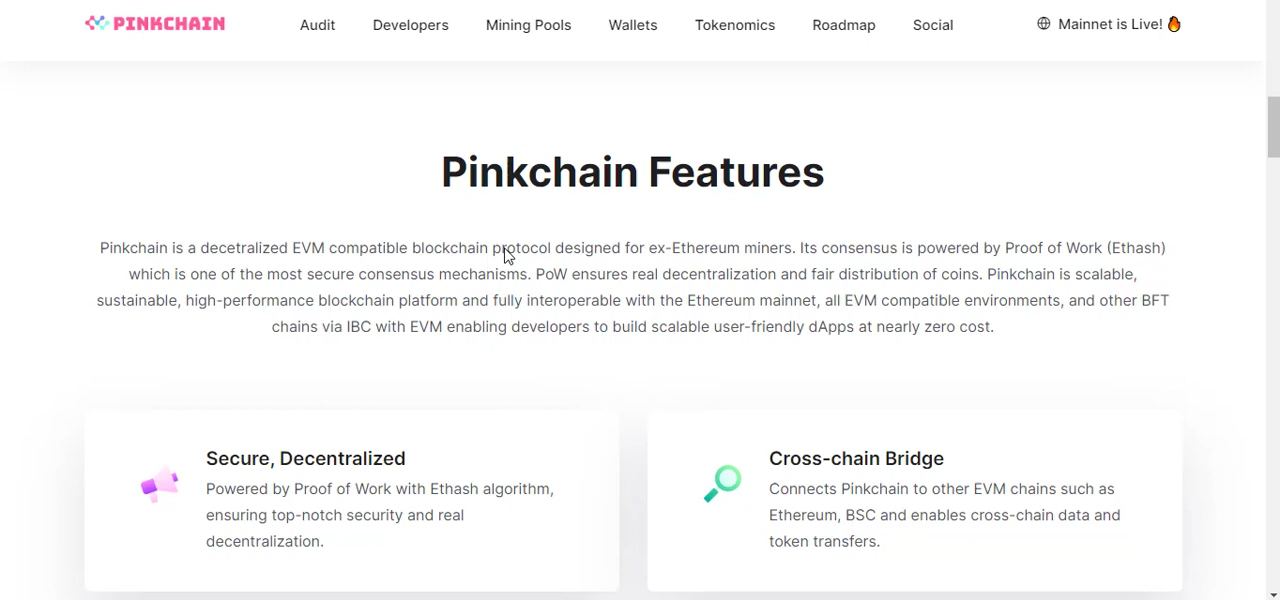 PINKCHAIN Audit Developers Mining Pools Wallets Tokenomics Roadmap Social Mainnet is Live!
Pinkchain Features
Pinkchain is a decetralized EVM compatible blockchain protocol designed for ex-Ethereum miners. Its consensus is powered by Proof of Work (Ethash)
which is one of the most secure consensus mechanisms. PoW ensures real decentralization and fair distribution of coins. Pinkchain is scalable,
sustainable, high-performance blockchain platform and fully interoperable with the Ethereum mainnet, all EVM compatible environments, and other BFT
chains via IBC with EVM enabling developers to build scalable user-friendly dApps at nearly zero cost.
Secure, Decentralized
Powered by Proof of Work with Ethash algorithm,
ensuring top-notch security and real
decentralization.
Cross-chain Bridge
Connects Pinkchain to other EVM chains such as
Ethereum, BSC and enables cross-chain data and
token transfers.